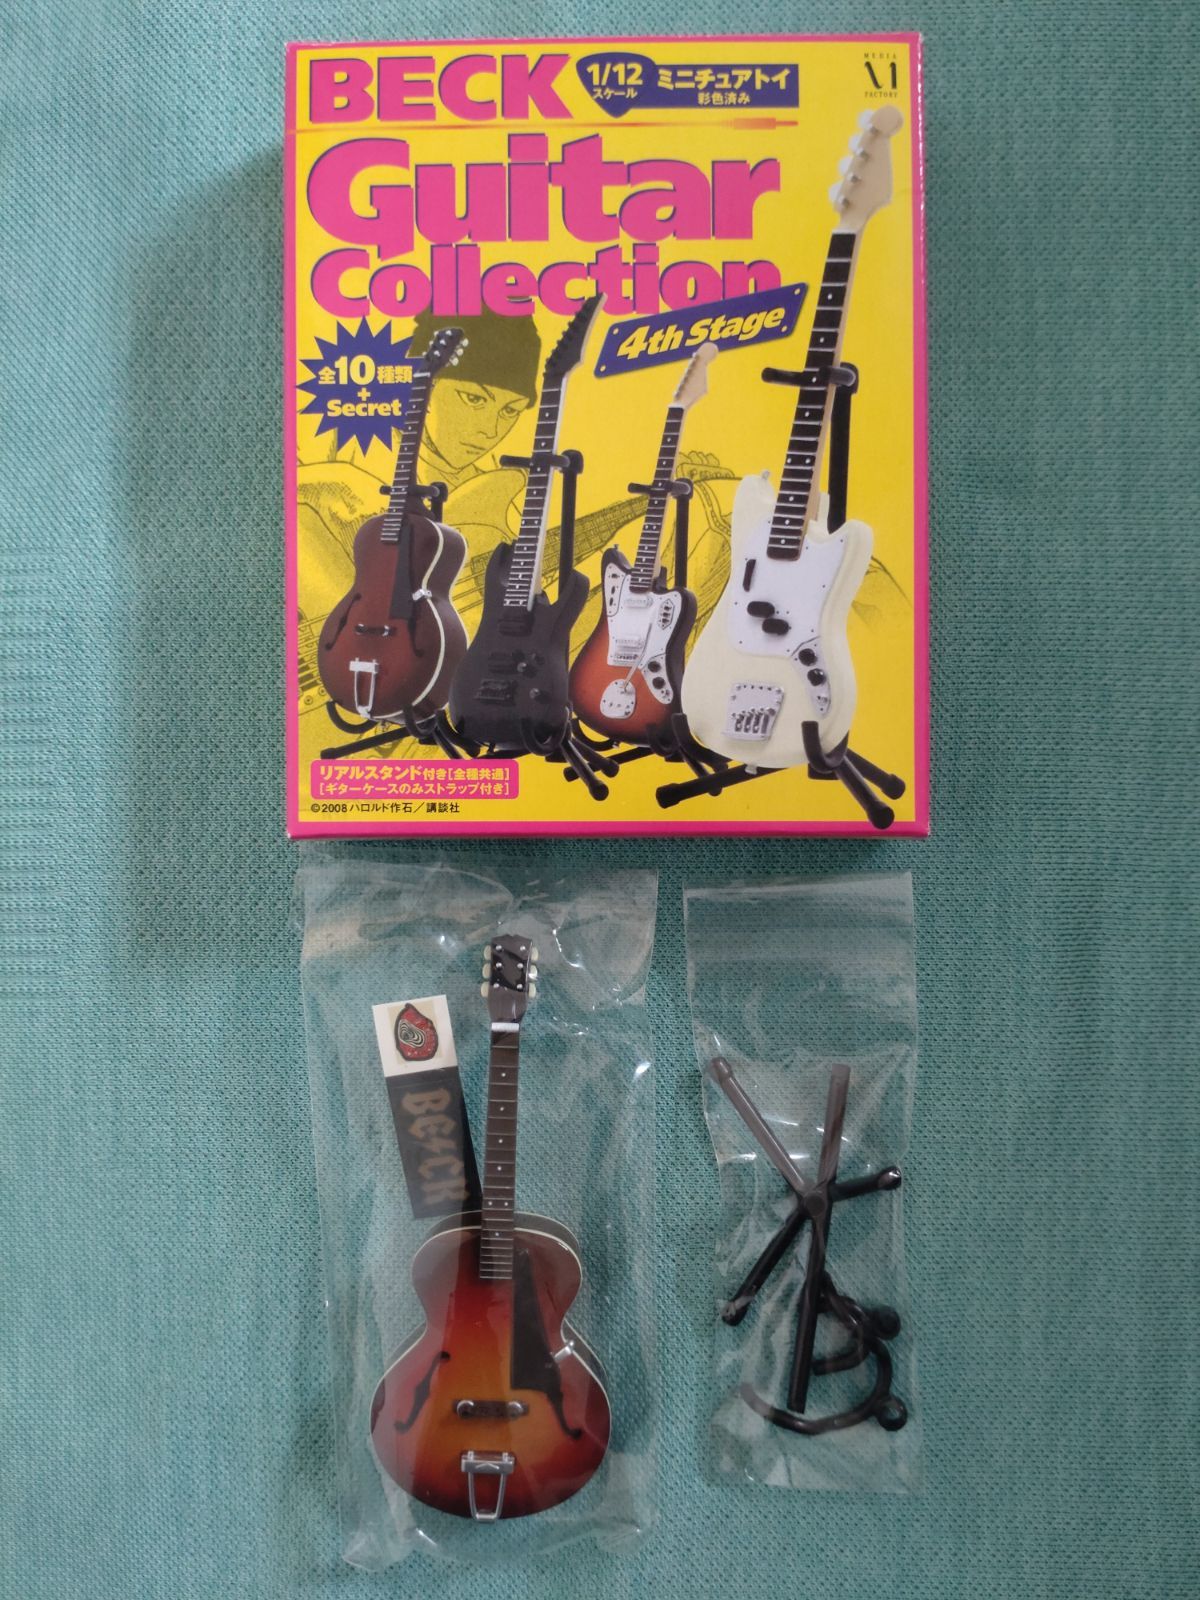 BECK
1/12
スケール
ミニチュアトイ
彩色済み
MEDIA
FACTORY
Guitar
Collection
4th Stage
全10種類
+
Secret
リアルスタンド付き[全種共通]
[ギターケースのみストラップ付き]
©2008 ハロルド作石／講談社
BECK